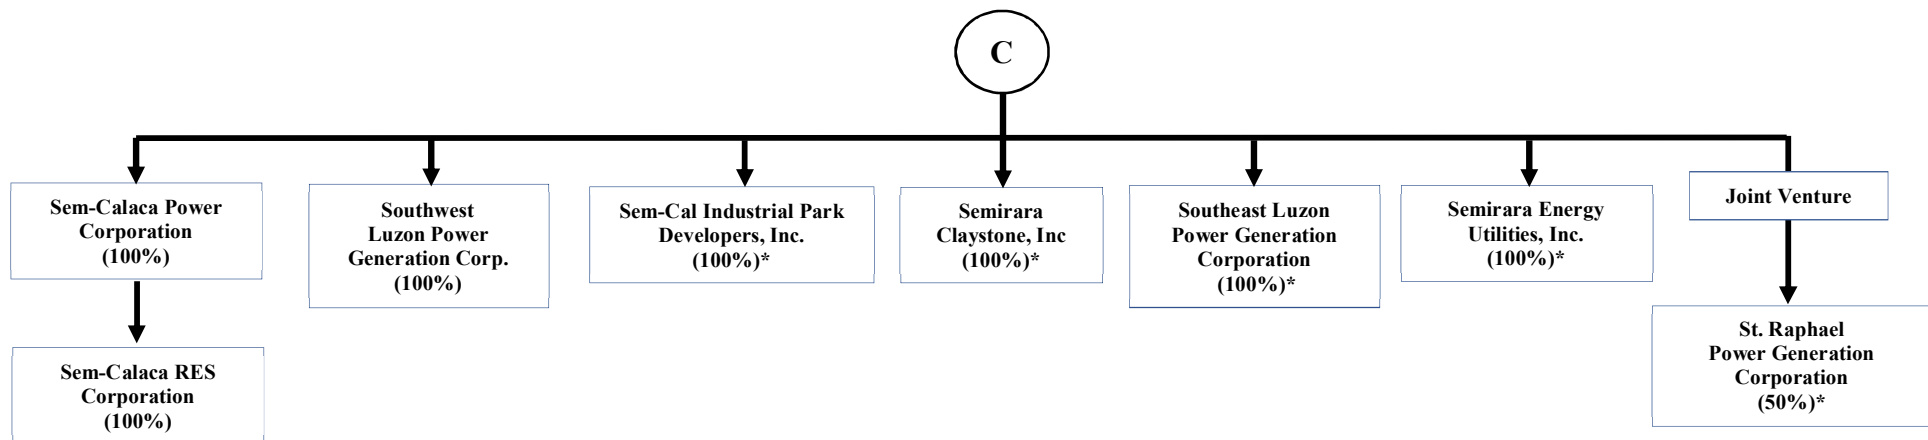 C
Sem-Calaca Power
Corporation
(100%)
Southwest
Luzon Power
Generation Corp.
(100%)
Sem-Cal Industrial Park
Developers, Inc.
(100%)*
Semirara
Claystone, Inc
(100%)*
Southeast Luzon
Power Generation
Corporation
(100%)*
Semirara Energy
Utilities, Inc.
(100%)*
Joint Venture
Sem-Calaca RES
Corporation
(100%)
St. Raphael
Power Generation
Corporation
(50%)*